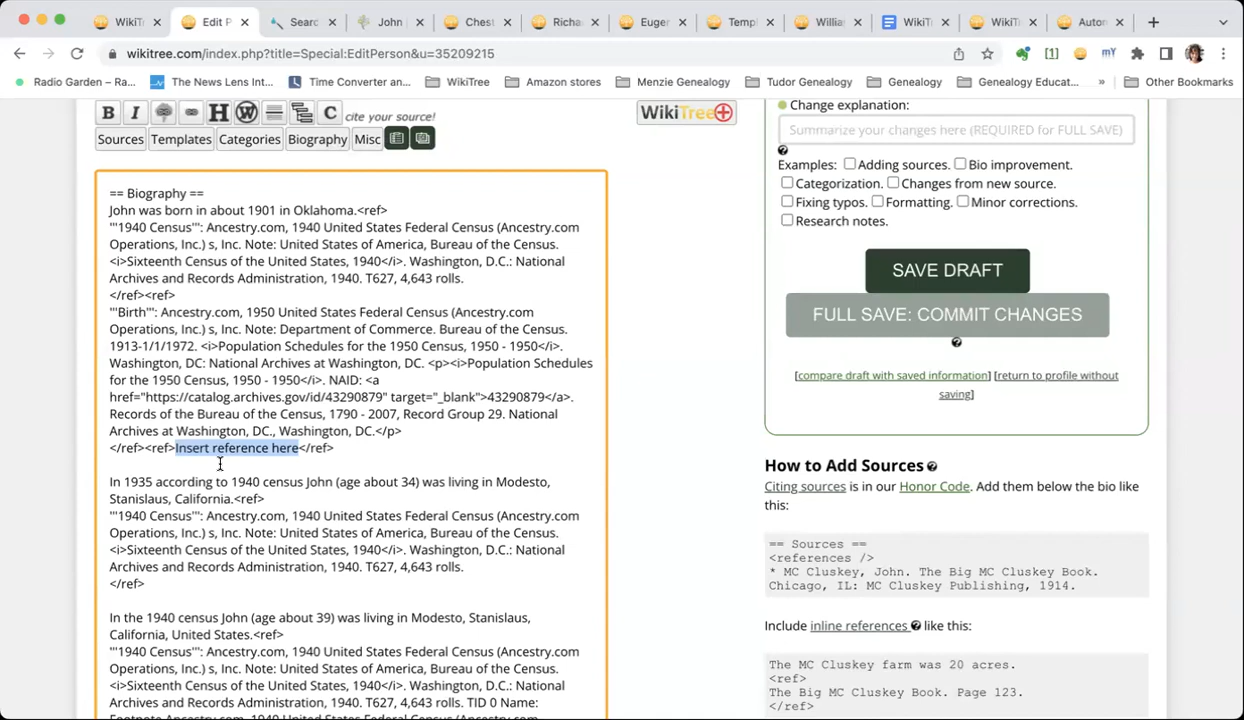 WikiT
Edit P
Searc
John
Chest
Richa
Euger
Templ
Willia
WikiT
WikiT
Auton
wikitree.com/index.php?title=Special:EditPerson&u=35209215
Radio Garden – Ra...
The News Lens Int...
Time Converter an...
WikiTree
Amazon stores
Menzie Genealogy
Tudor Genealogy
Genealogy
Genealogy Educat...
»
Other Bookmarks
B I H W C cite your source!
Sources Templates Categories Biography Misc
WikiTree+
== Biography ==
John was born in about 1901 in Oklahoma.<ref>
'''1940 Census''': Ancestry.com, 1940 United States Federal Census (Ancestry.com
Operations, Inc.) s, Inc. Note: United States of America, Bureau of the Census.
<i>Sixteenth Census of the United States, 1940</i>. Washington, D.C.: National
Archives and Records Administration, 1940. T627, 4,643 rolls.
</ref><ref>
'''Birth''': Ancestry.com, 1950 United States Federal Census (Ancestry.com
Operations, Inc.) s, Inc. Note: Department of Commerce. Bureau of the Census.
1913-1/1/1972. <i>Population Schedules for the 1950 Census, 1950 - 1950</i>.
Washington, DC: National Archives at Washington, DC. <p><i>Population Schedules
for the 1950 Census, 1950 - 1950</i>. NAID: <a
href="https://catalog.archives.gov/id/43290879" target="_blank">43290879</a>.
Records of the Bureau of the Census, 1790 - 2007, Record Group 29. National
Archives at Washington, DC., Washington, DC.</p>
</ref><ref>Insert reference here</ref>
In 1935 according to 1940 census John (age about 34) was living in Modesto,
Stanislaus, California.<ref>
'''1940 Census''': Ancestry.com, 1940 United States Federal Census (Ancestry.com
Operations, Inc.) s, Inc. Note: United States of America, Bureau of the Census.
<i>Sixteenth Census of the United States, 1940</i>. Washington, D.C.: National
Archives and Records Administration, 1940. T627, 4,643 rolls.
</ref>
In the 1940 census John (age about 39) was living in Modesto, Stanislaus,
California, United States.<ref>
'''1940 Census''': Ancestry.com, 1940 United States Federal Census (Ancestry.com
Operations, Inc.) s, Inc. Note: United States of America, Bureau of the Census.
<i>Sixteenth Census of the United States, 1940</i>. Washington, D.C.: National
Archives and Records Administration, 1940. T627, 4,643 rolls. TID 0 Name:
Footnote Ancestry.com, 1940 United States Federal Census (Ancestry.com
Change explanation:
Summarize your changes here (REQUIRED for FULL SAVE)
Examples: Adding sources. Bio improvement.
Categorization. Changes from new source.
Fixing typos. Formatting. Minor corrections.
Research notes.
SAVE DRAFT
FULL SAVE: COMMIT CHANGES
[compare draft with saved information] [return to profile without
saving]
How to Add Sources
Citing sources is in our Honor Code. Add them below the bio like
this:
== Sources ==
<references />
* MC Cluskey, John. The Big MC Cluskey Book.
Chicago, IL: MC Cluskey Publishing, 1914.
Include inline references like this:
The MC Cluskey farm was 20 acres.
<ref>
The Big MC Cluskey Book. Page 123.
</ref>